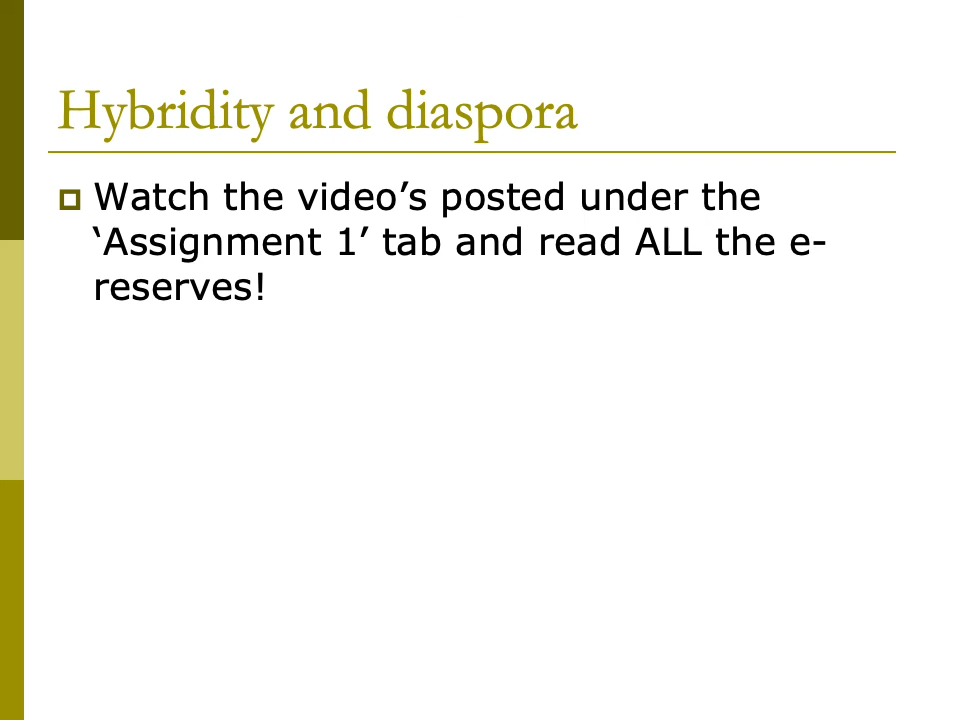 Hybridity and diaspora
Watch the video’s posted under the
‘Assignment 1’ tab and read ALL the e-
reserves!